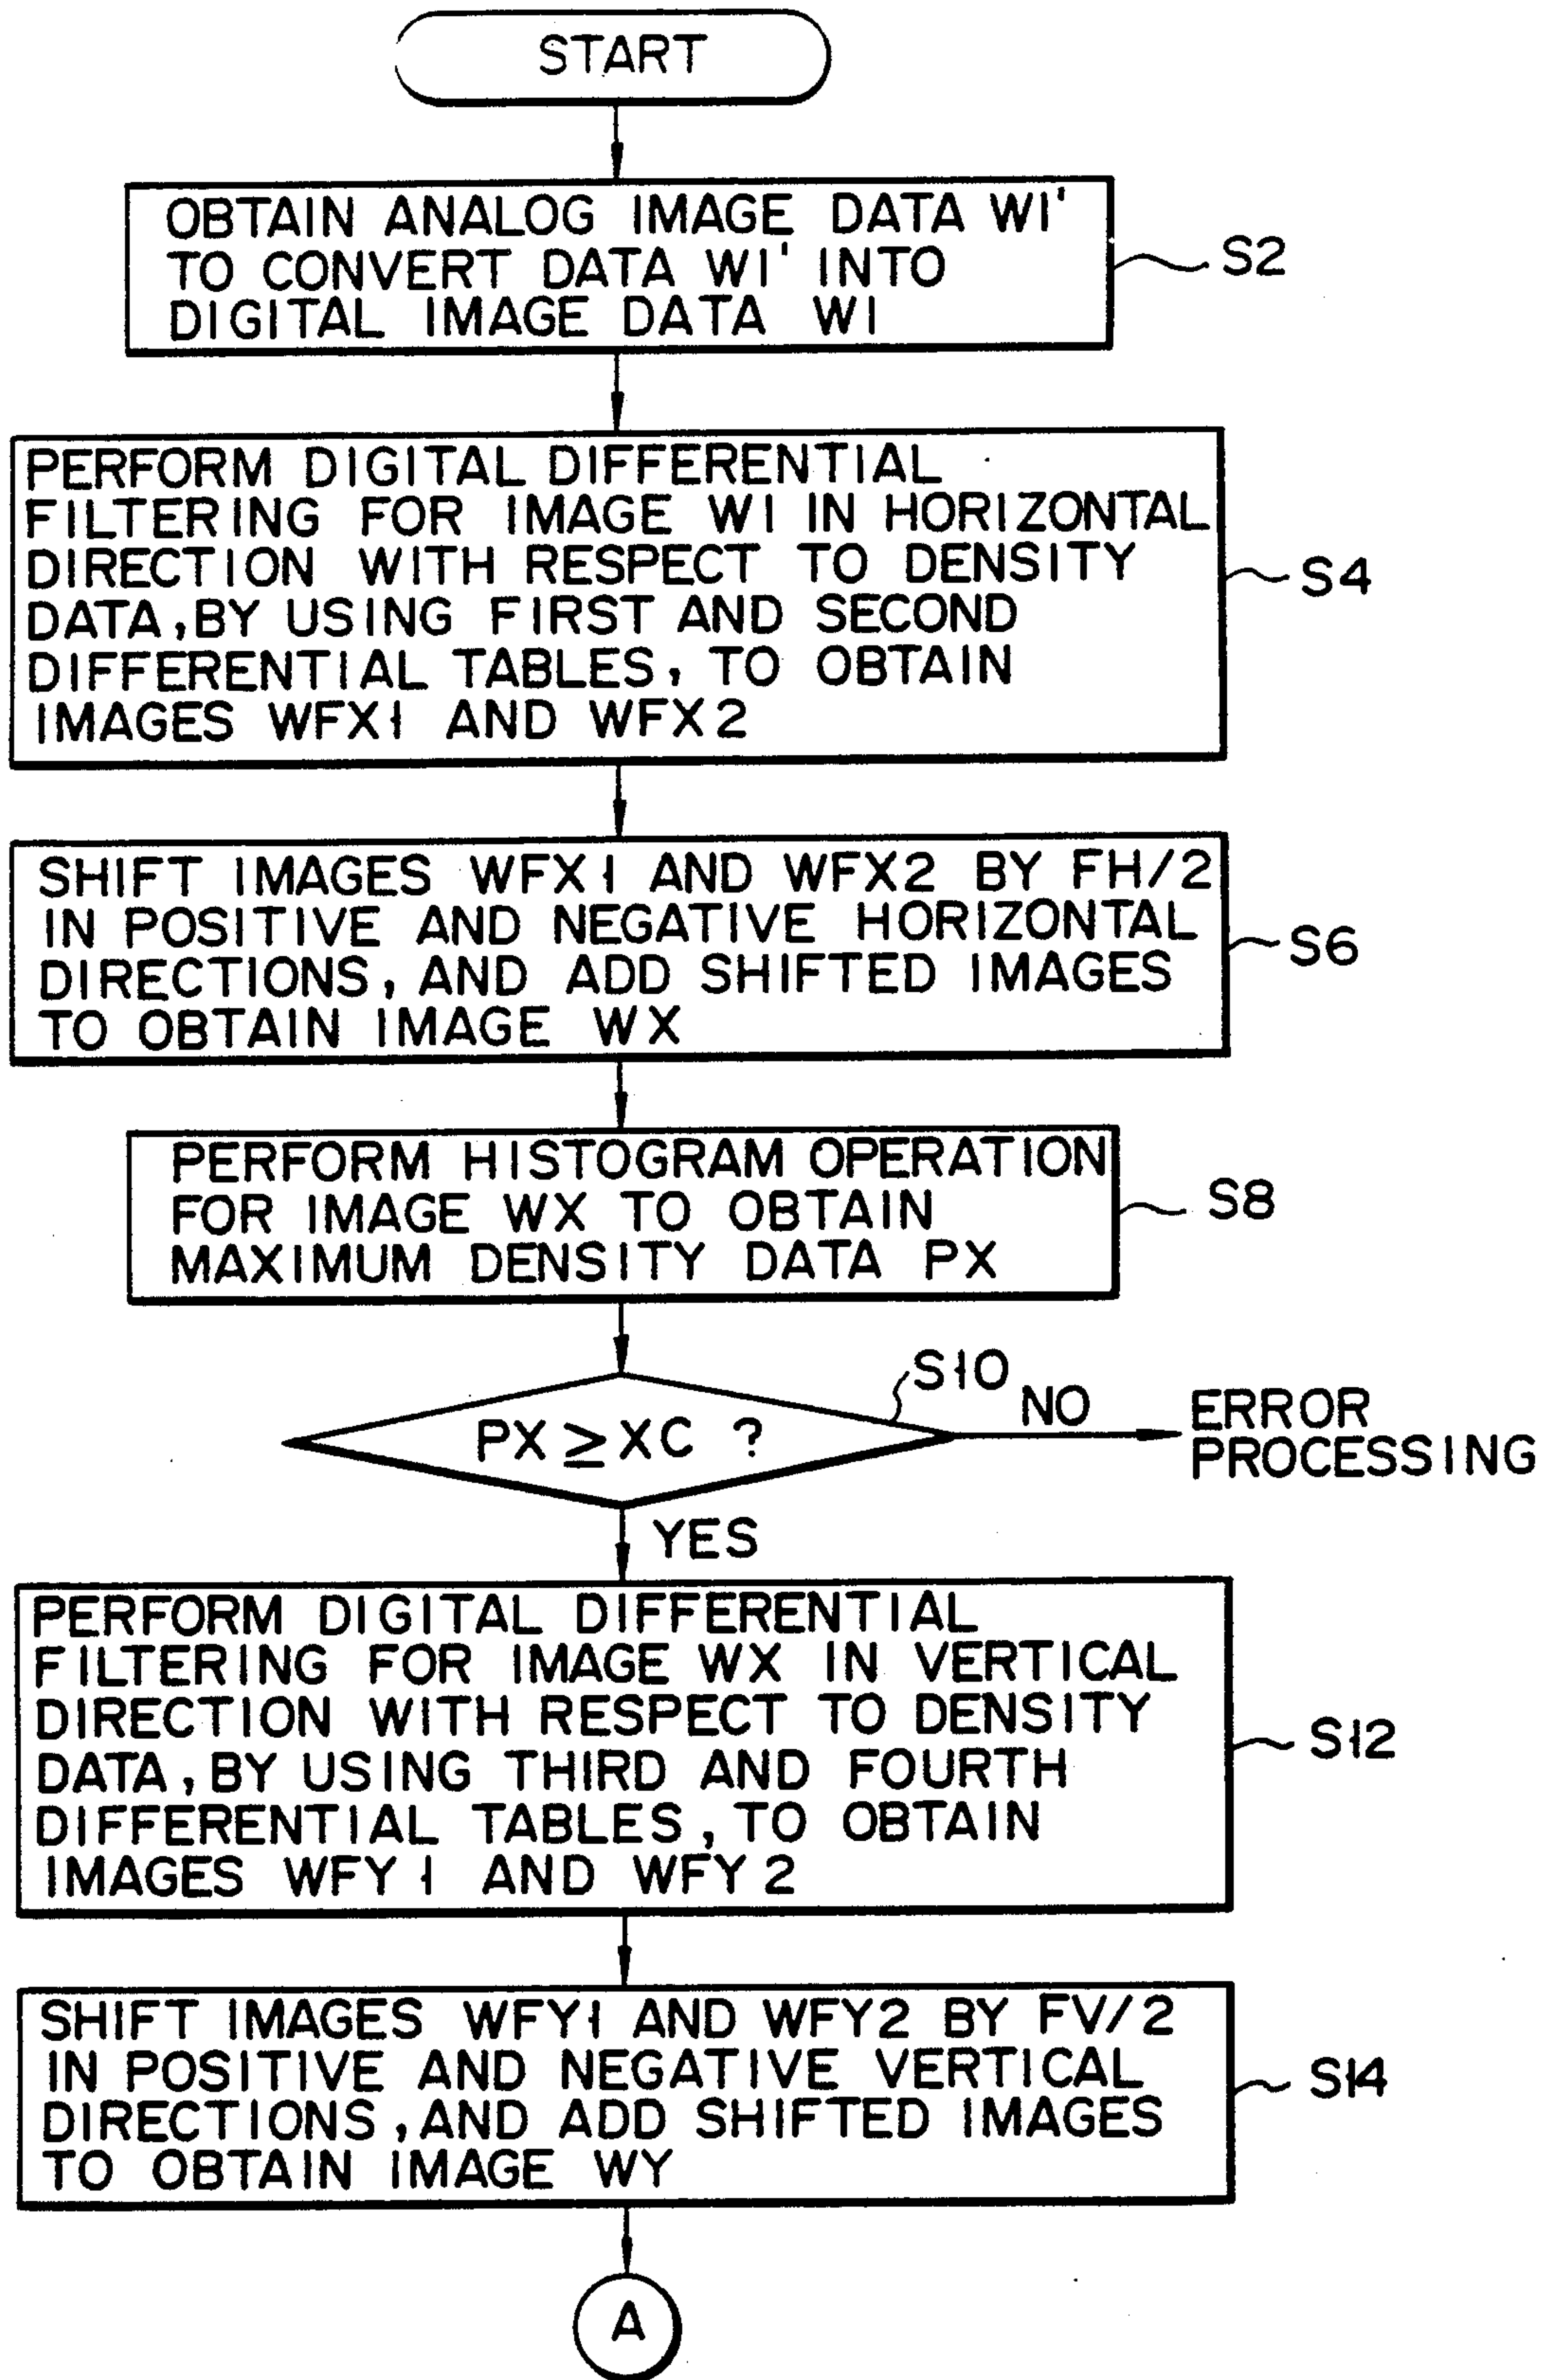 START
OBTAIN ANALOG IMAGE DATA WI'
TO CONVERT DATA WI' INTO
DIGITAL IMAGE DATA WI
S2
PERFORM DIGITAL DIFFERENTIAL
FILTERING FOR IMAGE WI IN HORIZONTAL
DIRECTION WITH RESPECT TO DENSITY
DATA, BY USING FIRST AND SECOND
DIFFERENTIAL TABLES, TO OBTAIN
IMAGES WFX1 AND WFX2
S4
SHIFT IMAGES WFX1 AND WFX2 BY FH/2
IN POSITIVE AND NEGATIVE HORIZONTAL
DIRECTIONS, AND ADD SHIFTED IMAGES
TO OBTAIN IMAGE WX
S6
PERFORM HISTOGRAM OPERATION
FOR IMAGE WX TO OBTAIN
MAXIMUM DENSITY DATA PX
S8
PX ≧ XC ?
S10
NO
ERROR
PROCESSING
YES
PERFORM DIGITAL DIFFERENTIAL
FILTERING FOR IMAGE WX IN VERTICAL
DIRECTION WITH RESPECT TO DENSITY
DATA, BY USING THIRD AND FOURTH
DIFFERENTIAL TABLES, TO OBTAIN
IMAGES WFY1 AND WFY2
S12
SHIFT IMAGES WFY1 AND WFY2 BY FV/2
IN POSITIVE AND NEGATIVE VERTICAL
DIRECTIONS, AND ADD SHIFTED IMAGES
TO OBTAIN IMAGE WY
S14
A